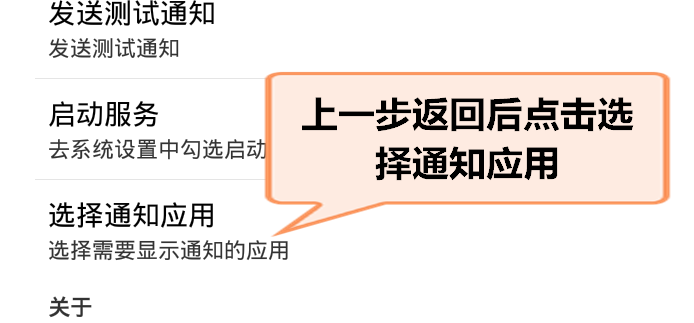 发送测试通知
发送测试通知
启动服务
去系统设置中勾选启动
上一步返回后点击选
择通知应用
选择通知应用
选择需要显示通知的应用
关于